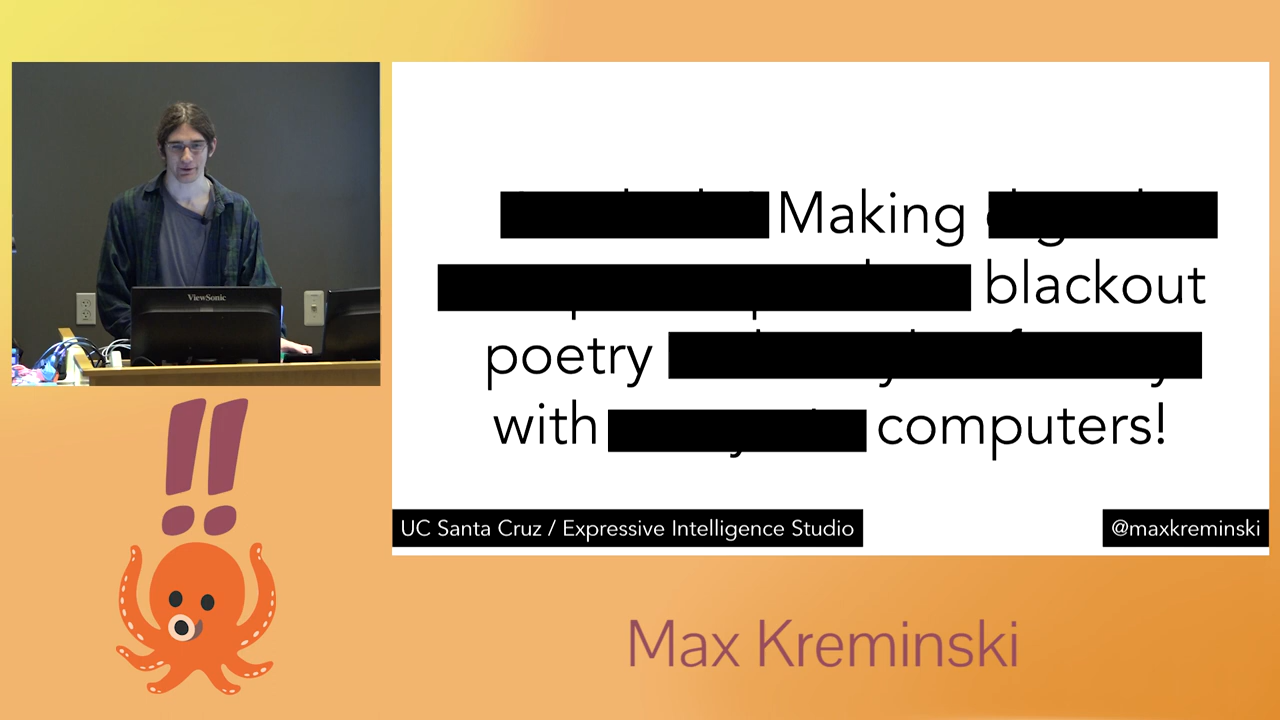 ViewSonic
Making
blackout
poetry
with computers!
UC Santa Cruz / Expressive Intelligence Studio
@maxkreminski
!!
Max Kreminski